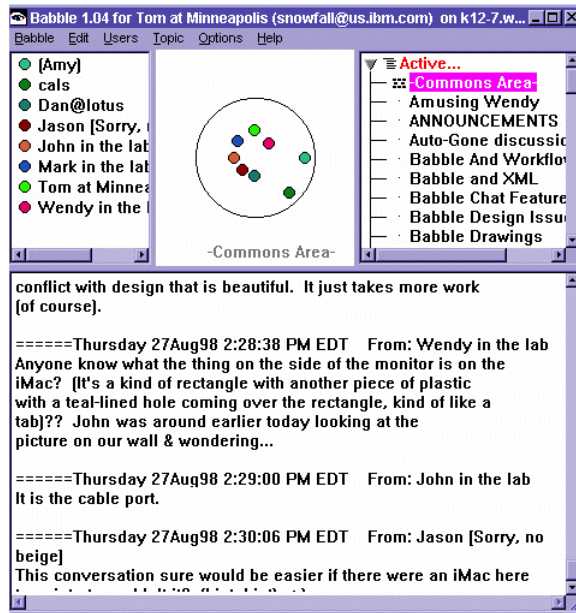 Babble 1.04 for Tom at Minneapolis (snowfall@us.ibm.com) on k12-7.w...
Babble Edit Users Topic Options Help
(Amy)
cals
Dan@lotus
Jason [Sorry,
John in the lab
Mark in the lab
Tom at Minnea
Wendy in the
-Commons Area-
Active...
-Commons Area-
Amusing Wendy
ANNOUNCEMENTS
Auto-Gone discussio
Babble And Workflow
Babble and XML
Babble Chat Feature
Babble Design Issu
Babble Drawings
conflict with design that is beautiful. It just takes more work
(of course).
======Thursday 27Aug98 2:28:38 PM EDT From: Wendy in the lab
Anyone know what the thing on the side of the monitor is on the
iMac? (It's a kind of rectangle with another piece of plastic
with a teal-lined hole coming over the rectangle, kind of like a
tab)?? John was around earlier today looking at the
picture on our wall & wondering...
======Thursday 27Aug98 2:29:00 PM EDT From: John in the lab
It is the cable port.
======Thursday 27Aug98 2:30:06 PM EDT From: Jason [Sorry, no
beige]
This conversation sure would be easier if there were an iMac here